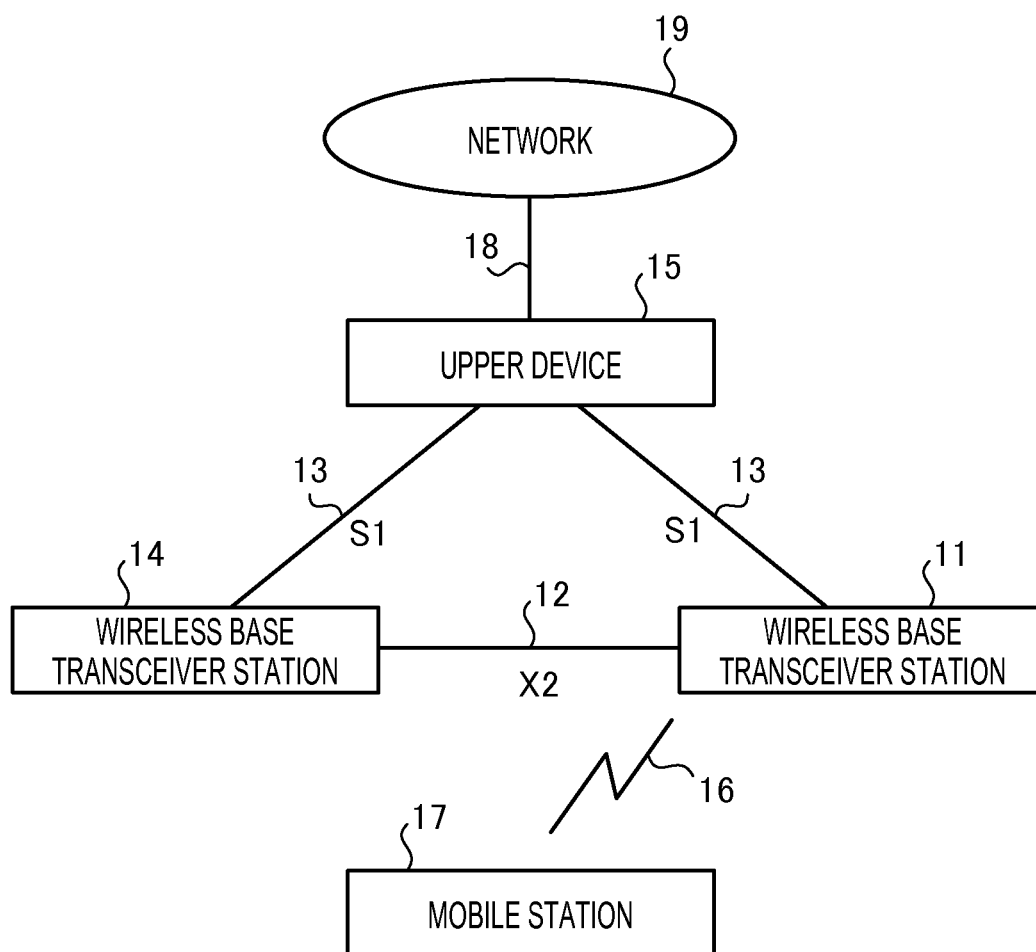 19
NETWORK
18
15
UPPER DEVICE
13
13
S1
S1
14
11
12
WIRELESS BASE
TRANSCEIVER STATION
WIRELESS BASE
TRANSCEIVER STATION
X2
16
17
MOBILE STATION